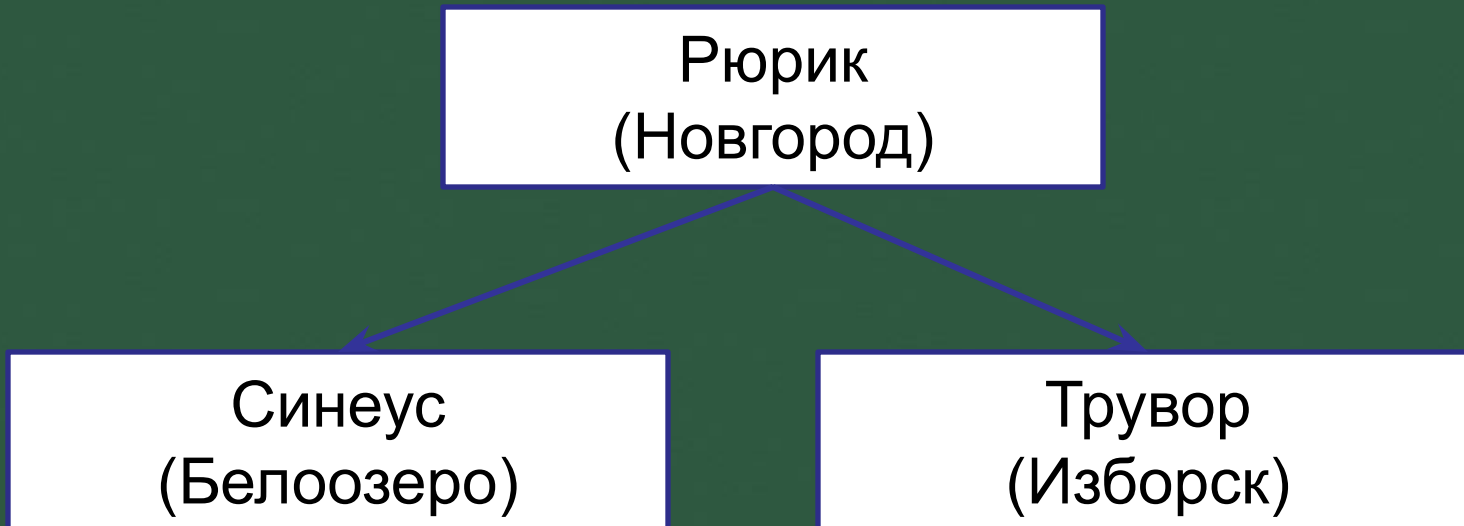 Рюрик
(Новгород)
Синеус
(Белоозеро)
Трувор
(Изборск)